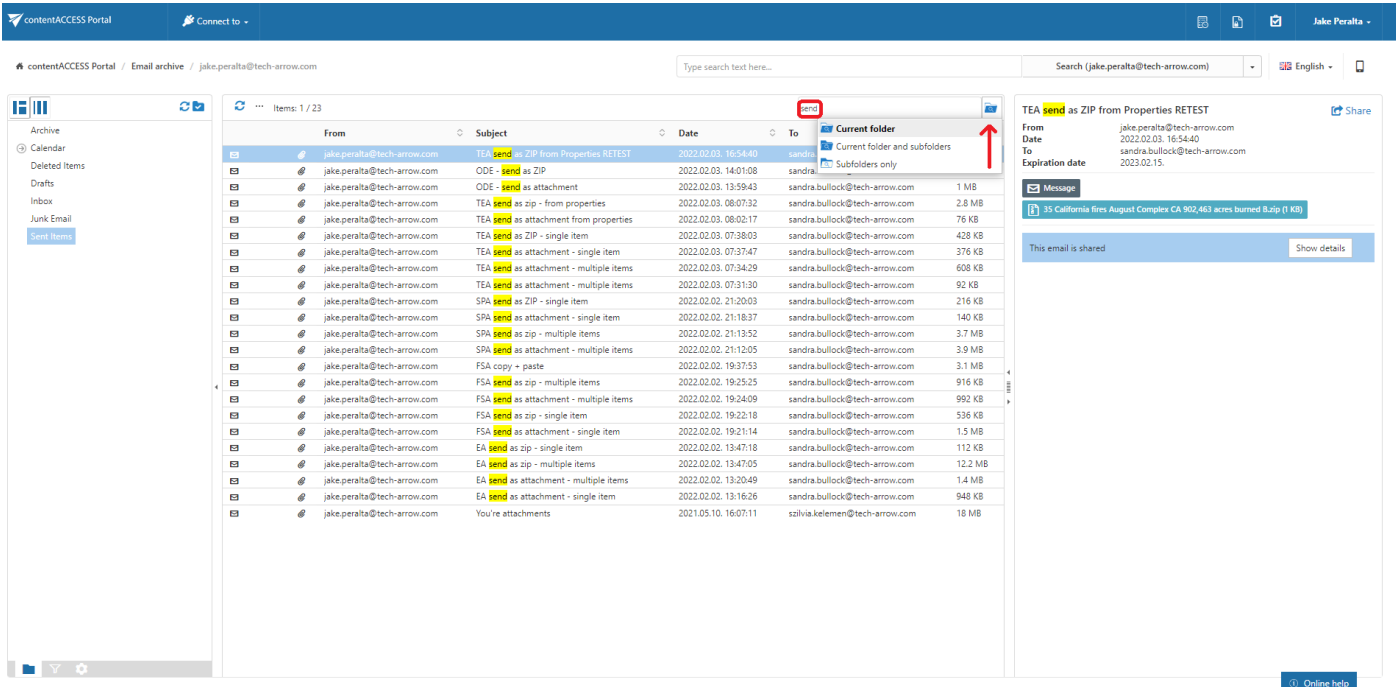 contentACCESS Portal
Connect to
Jake Peralta
contentACCESS Portal / Email archive / jake.peralta@tech-arrow.com
Type search text here...
Search (jake.peralta@tech-arrow.com)
English
Archive
Calendar
Deleted Items
Drafts
Inbox
Junk Email
Sent Items
Items: 1 / 23
send
Current folder
Current folder and subfolders
Subfolders only
From Subject Date To
jake.peralta@tech-arrow.com TEA send as ZIP from Properties RETEST 2022.02.03. 16:54:40 sandra
jake.peralta@tech-arrow.com ODE - send as ZIP 2022.02.03. 14:01:08 sandra.
jake.peralta@tech-arrow.com ODE - send as attachment 2022.02.03. 13:59:43 sandra.bullock@tech-arrow.com 1 MB
jake.peralta@tech-arrow.com TEA send as zip - from properties 2022.02.03. 08:07:32 sandra.bullock@tech-arrow.com 2.8 MB
jake.peralta@tech-arrow.com TEA send as attachment from properties 2022.02.03. 08:02:17 sandra.bullock@tech-arrow.com 76 KB
jake.peralta@tech-arrow.com TEA send as ZIP - single item 2022.02.03. 07:38:03 sandra.bullock@tech-arrow.com 428 KB
jake.peralta@tech-arrow.com TEA send as attachment - single item 2022.02.03. 07:37:47 sandra.bullock@tech-arrow.com 376 KB
jake.peralta@tech-arrow.com TEA send as attachment - multiple items 2022.02.03. 07:34:29 sandra.bullock@tech-arrow.com 608 KB
jake.peralta@tech-arrow.com TEA send as attachment - multiple items 2022.02.03. 07:31:30 sandra.bullock@tech-arrow.com 92 KB
jake.peralta@tech-arrow.com SPA send as ZIP - single item 2022.02.02. 21:20:03 sandra.bullock@tech-arrow.com 216 KB
jake.peralta@tech-arrow.com SPA send as attachment - single item 2022.02.02. 21:18:37 sandra.bullock@tech-arrow.com 140 KB
jake.peralta@tech-arrow.com SPA send as zip - multiple items 2022.02.02. 21:13:52 sandra.bullock@tech-arrow.com 3.7 MB
jake.peralta@tech-arrow.com SPA send as attachment - multiple items 2022.02.02. 21:12:05 sandra.bullock@tech-arrow.com 3.9 MB
jake.peralta@tech-arrow.com FSA copy + paste 2022.02.02. 19:37:53 sandra.bullock@tech-arrow.com 3.1 MB
jake.peralta@tech-arrow.com FSA send as zip - multiple items 2022.02.02. 19:25:25 sandra.bullock@tech-arrow.com 916 KB
jake.peralta@tech-arrow.com FSA send as attachment - multiple items 2022.02.02. 19:24:09 sandra.bullock@tech-arrow.com 992 KB
jake.peralta@tech-arrow.com FSA send as zip - single item 2022.02.02. 19:22:18 sandra.bullock@tech-arrow.com 536 KB
jake.peralta@tech-arrow.com FSA send as attachment - single item 2022.02.02. 19:21:14 sandra.bullock@tech-arrow.com 1.5 MB
jake.peralta@tech-arrow.com EA send as zip - single item 2022.02.02. 13:47:18 sandra.bullock@tech-arrow.com 112 KB
jake.peralta@tech-arrow.com EA send as zip - multiple items 2022.02.02. 13:47:05 sandra.bullock@tech-arrow.com 12.2 MB
jake.peralta@tech-arrow.com EA send as attachment - multiple items 2022.02.02. 13:20:49 sandra.bullock@tech-arrow.com 1.4 MB
jake.peralta@tech-arrow.com EA send as attachment - single item 2022.02.02. 13:16:26 sandra.bullock@tech-arrow.com 948 KB
jake.peralta@tech-arrow.com You're attachments 2021.05.10. 16:07:11 szilvia.kelemen@tech-arrow.com 18 MB
TEA send as ZIP from Properties RETEST
Share
From jake.peralta@tech-arrow.com
Date 2022.02.03. 16:54:40
To sandra.bullock@tech-arrow.com
Expiration date 2023.02.15.
Message
35 California fires August Complex CA 902,463 acres burned B.zip (1 KB)
This email is shared
Show details
Online help